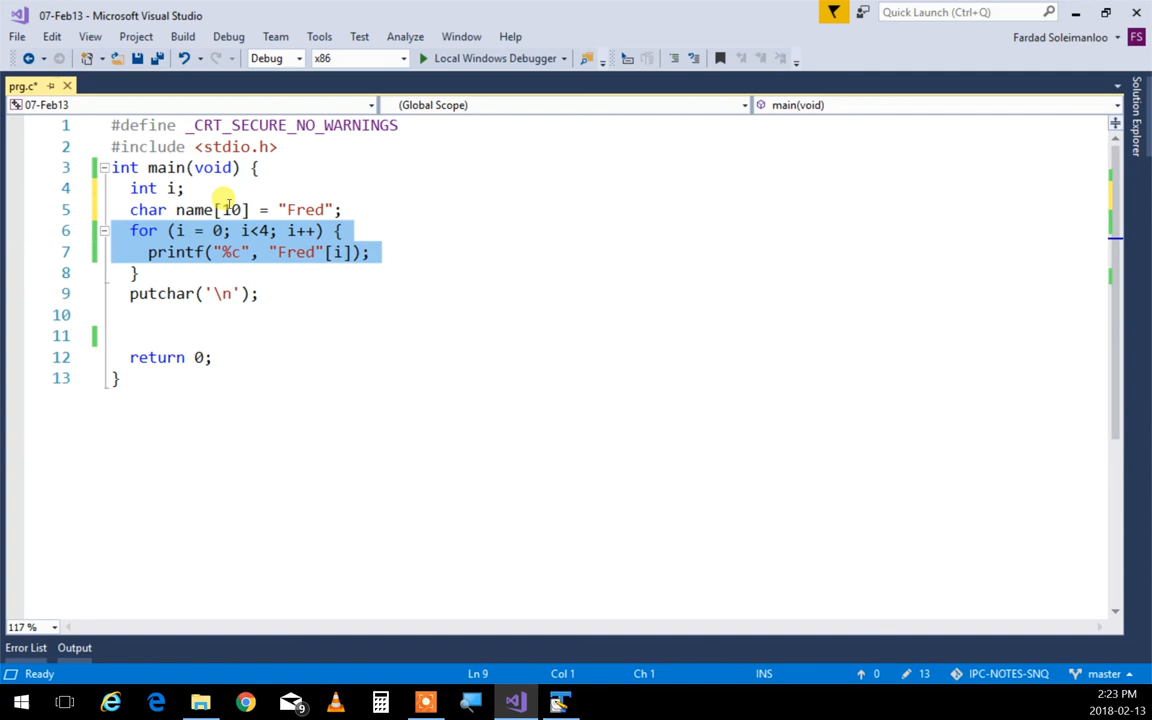 07-Feb13 - Microsoft Visual Studio
Quick Launch (Ctrl+Q)
File Edit View Project Build Debug Team Tools Test Analyze Window Help
Fardad Soleimanloo FS
Debug x86 Local Windows Debugger
prg.c*
07-Feb13 (Global Scope) main(void)
Solution Explorer
1 #define _CRT_SECURE_NO_WARNINGS
2 #include <stdio.h>
3 int main(void) {
4 int i;
5 char name[10] = "Fred";
6 for (i = 0; i<4; i++) {
7 printf("%c", "Fred"[i]);
8 }
9 putchar('\n');
10
11
12 return 0;
13 }
117 %
Error List Output
Ready Ln 9 Col 1 Ch 1 INS 0 13 IPC-NOTES-SNQ master
9
2:23 PM
2018-02-13